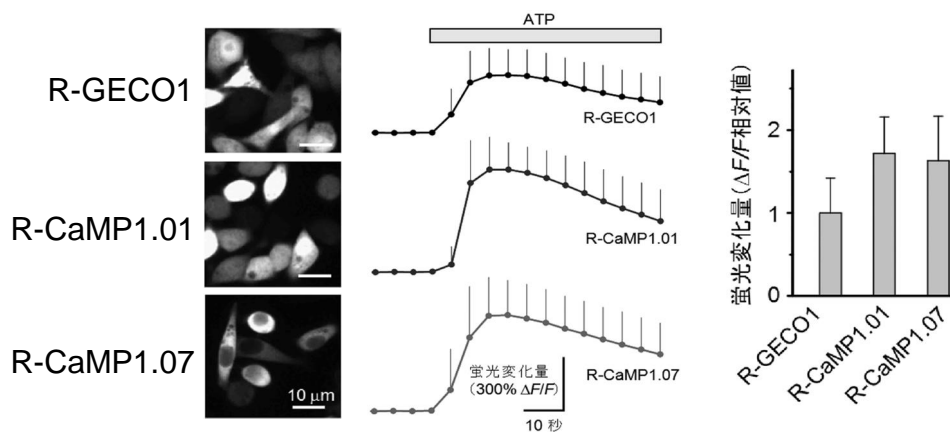 R-GECO1
R-CaMP1.01
R-CaMP1.07
10 μm
ATP
R-GECO1
R-CaMP1.01
R-CaMP1.07
蛍光変化量
(300% ΔF/F)
10 秒
蛍光変化量 (ΔF/F相対値)
2
1
0
R-GECO1
R-CaMP1.01
R-CaMP1.07